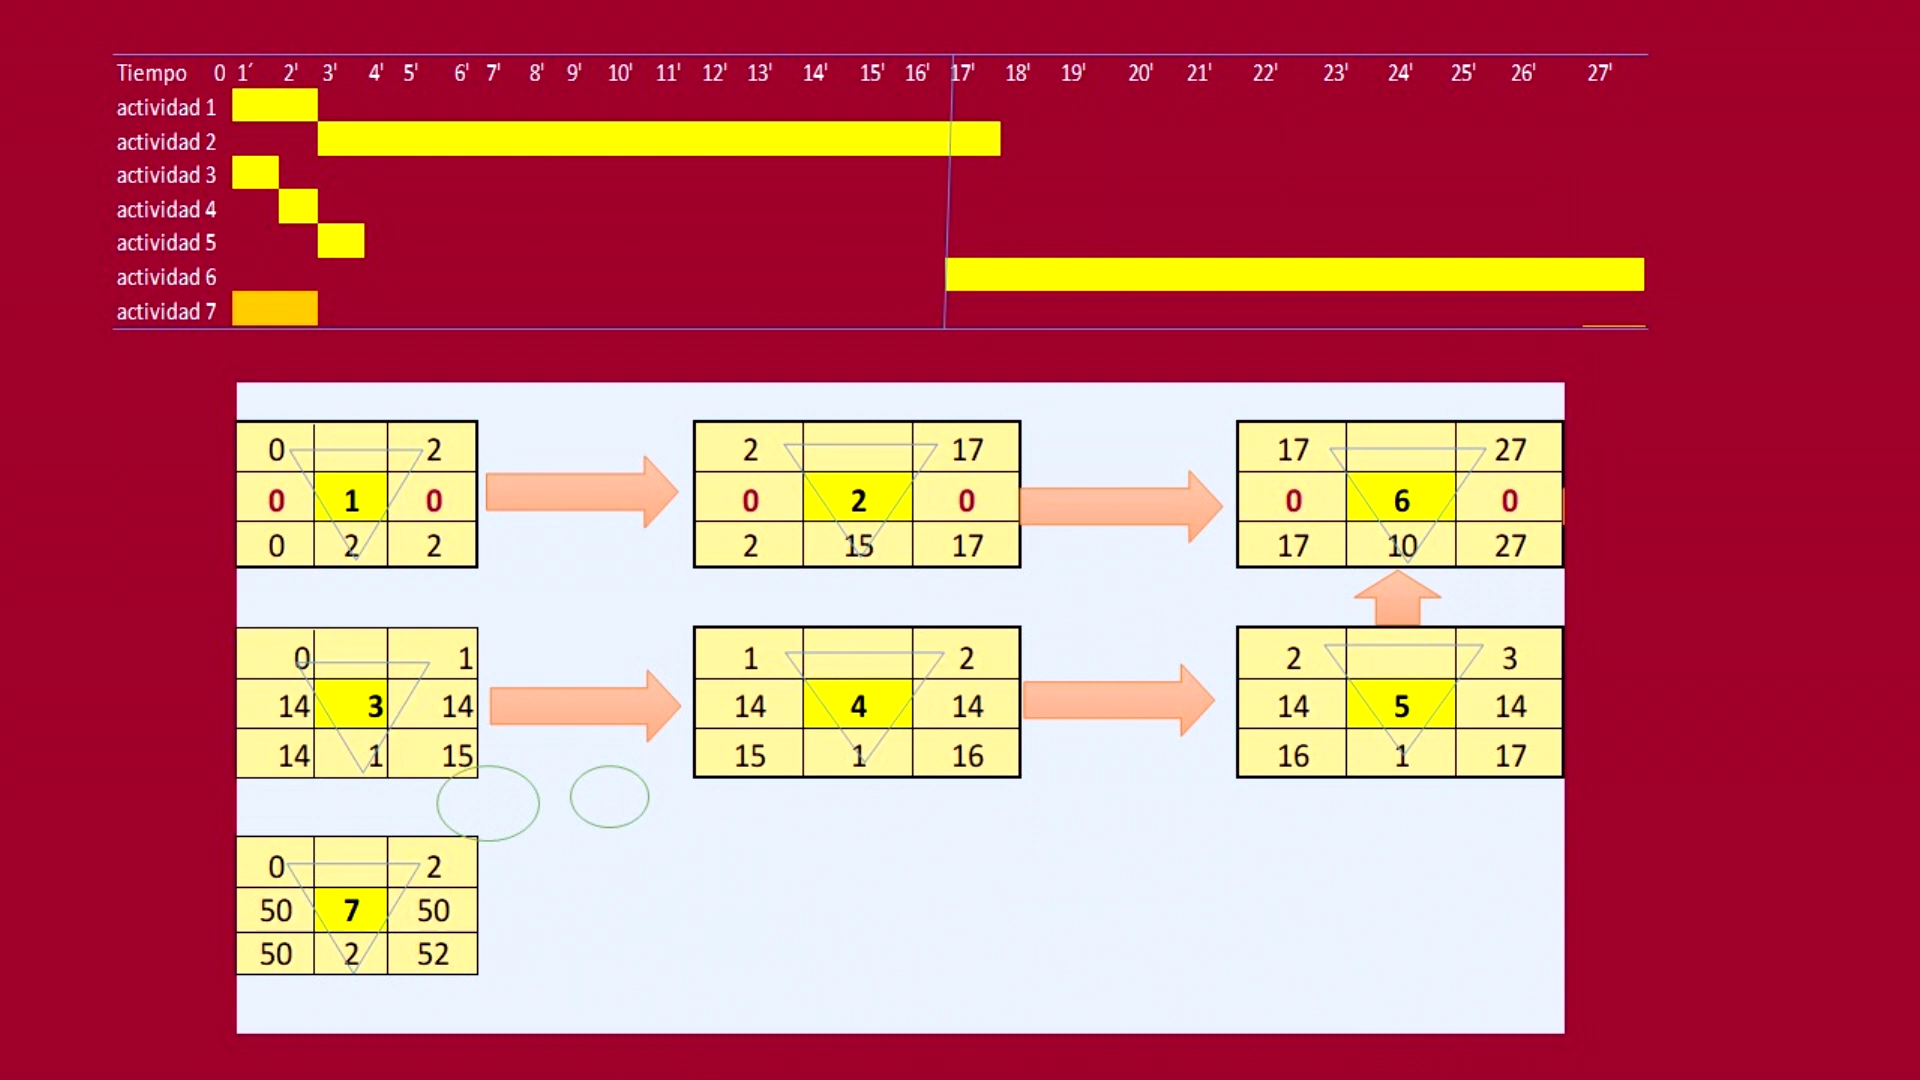 Tiempo 0 1´ 2' 3' 4' 5' 6' 7' 8' 9' 10' 11' 12' 13' 14' 15' 16' 17' 18' 19' 20' 21' 22' 23' 24' 25' 26' 27'
actividad 1
actividad 2
actividad 3
actividad 4
actividad 5
actividad 6
actividad 7
0 2 2 17 17 27
0 1 0 0 2 0 0 6 0
0 2 2 2 15 17 17 10 27
0 1 1 2 2 3
14 3 14 14 4 14 14 5 14
14 1 15 15 1 16 16 1 17
0 2
50 7 50
50 2 52